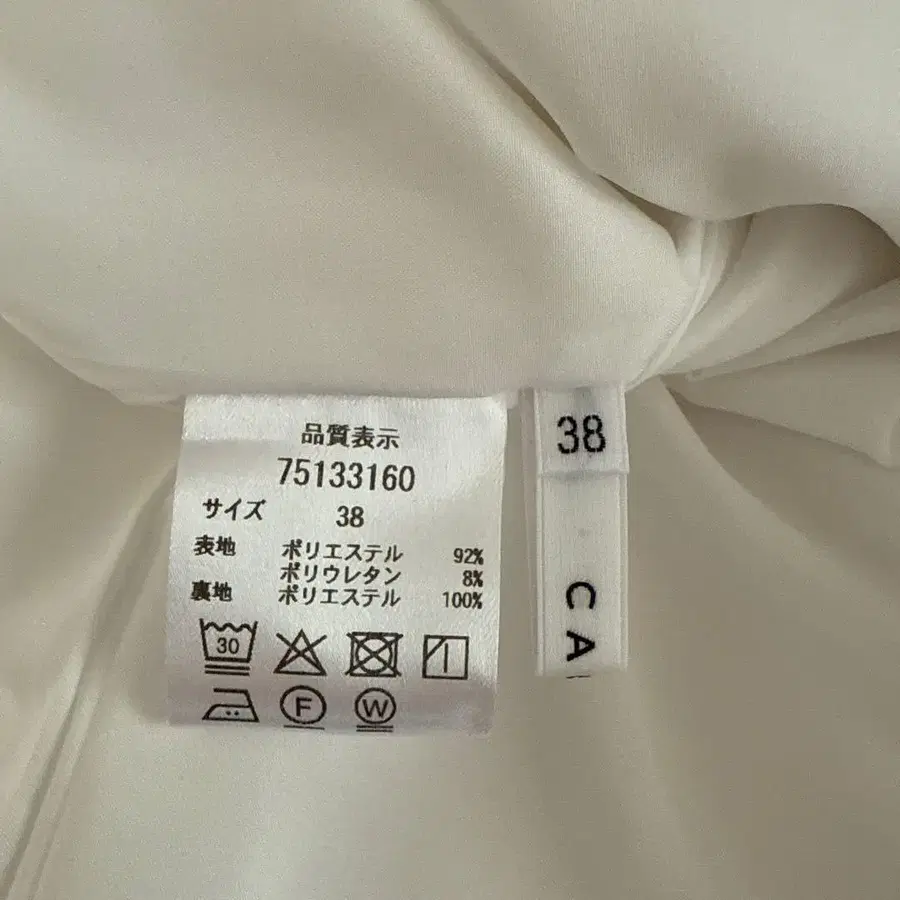 品質表示
75133160
サイズ 38
表地 ポリエステル 92%
ポリウレタン 8%
裏地 ポリエステル 100%
30
F
W
38
CA